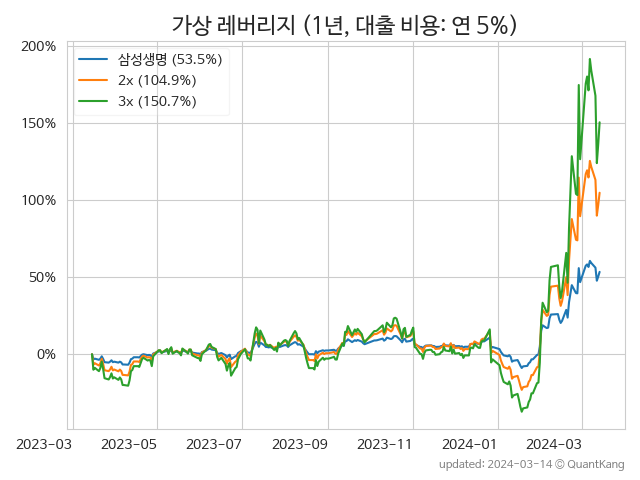 가상 레버리지 (1년, 대출 비용: 연 5%)
200%
150%
100%
50%
0%
삼성생명 (53.5%)
2x (104.9%)
3x (150.7%)
2023-03 2023-05 2023-07 2023-09 2023-11 2024-01 2024-03
updated: 2024-03-14 © QuantKang